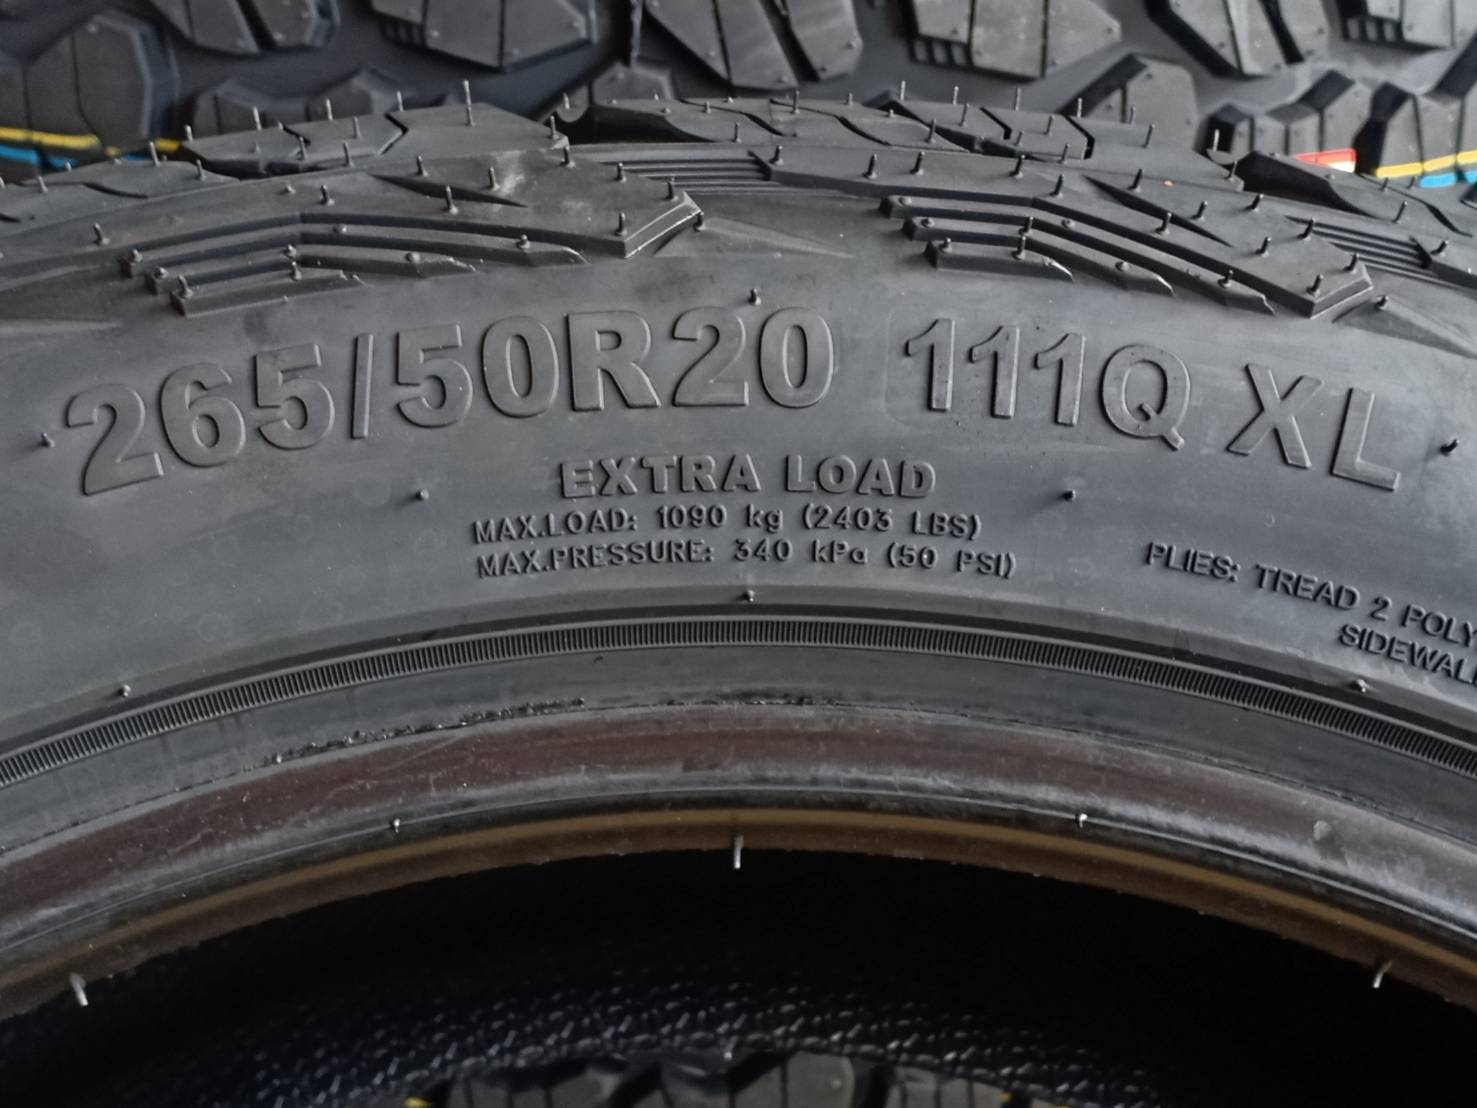 265/50R20 111Q XL
EXTRA LOAD
MAX.LOAD: 1090 kg (2403 LBS)
MAX.PRESSURE: 340 kPa (50 PSI)
PLIES: TREAD 2 POLY
SIDEWALL